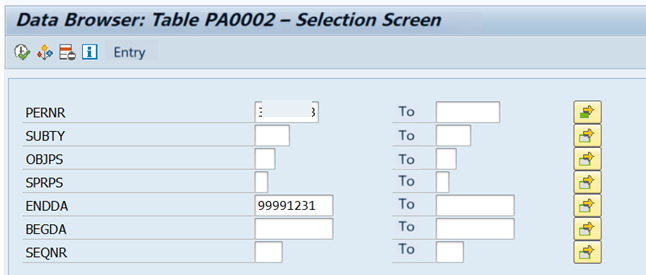 Data Browser: Table PA0002 – Selection Screen
Entry
PERNR To
SUBTY To
OBJPS To
SPRPS To
ENDDA 99991231 To
BEGDA To
SEQNR To